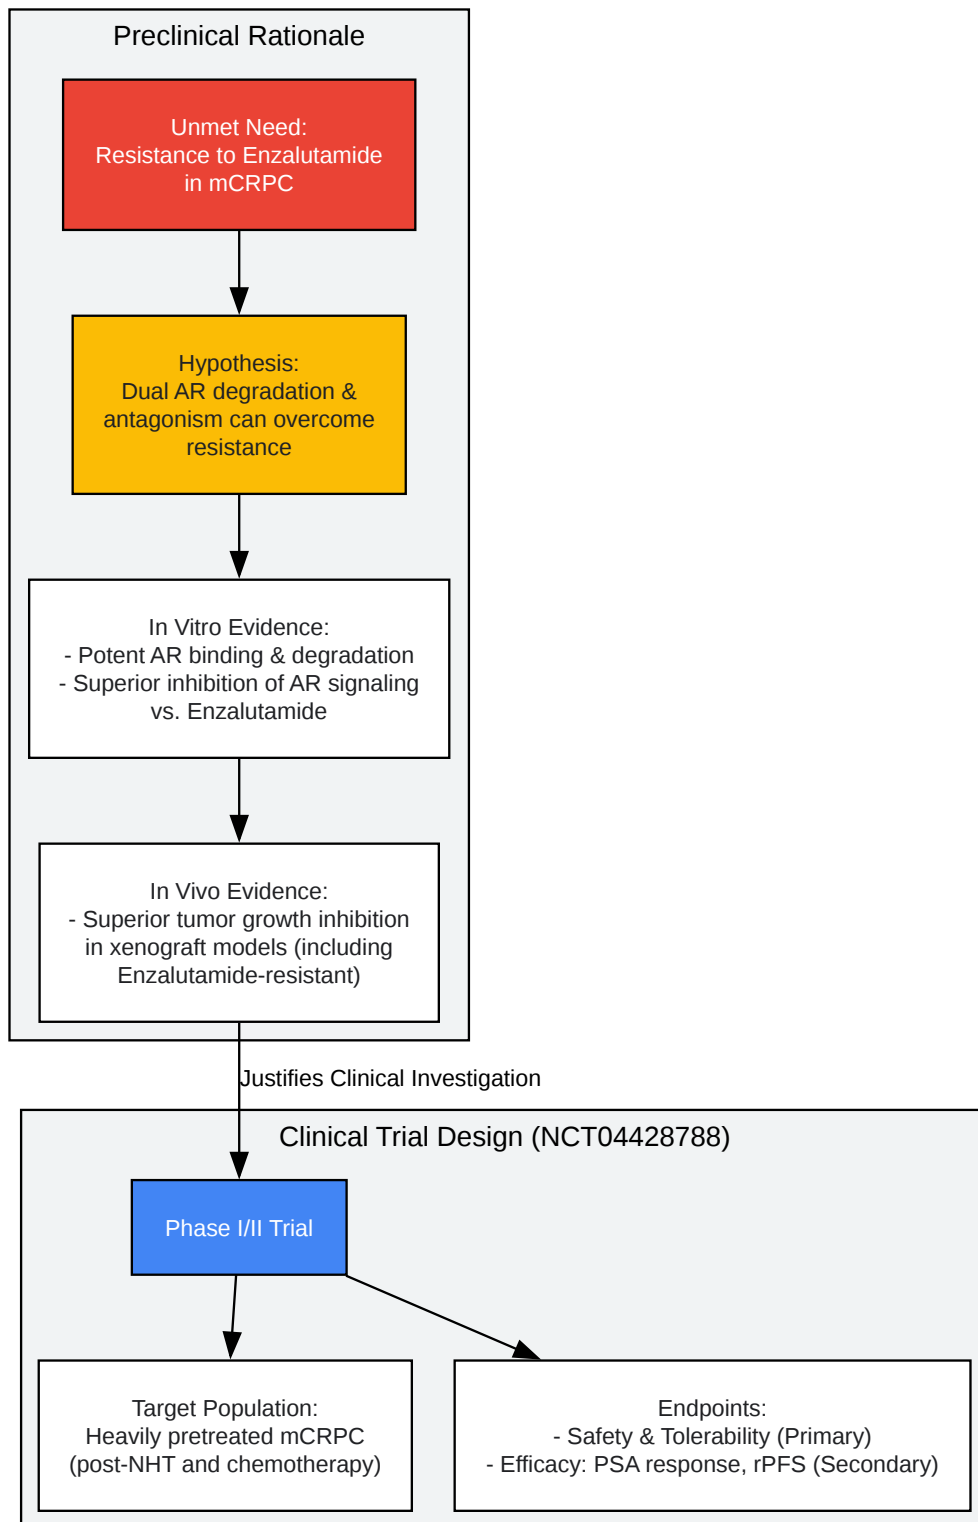 Preclinical Rationale
Unmet Need:
Resistance to Enzalutamide
in mCRPC
Hypothesis:
Dual AR degradation &
antagonism can overcome
resistance
In Vitro Evidence:
- Potent AR binding & degradation
- Superior inhibition of AR signaling
vs. Enzalutamide
In Vivo Evidence:
- Superior tumor growth inhibition
in xenograft models (including
Enzalutamide-resistant)
Justifies Clinical Investigation
Clinical Trial Design (NCT04428788)
Phase I/II Trial
Target Population:
Heavily pretreated mCRPC
(post-NHT and chemotherapy)
Endpoints:
- Safety & Tolerability (Primary)
- Efficacy: PSA response, rPFS (Secondary)